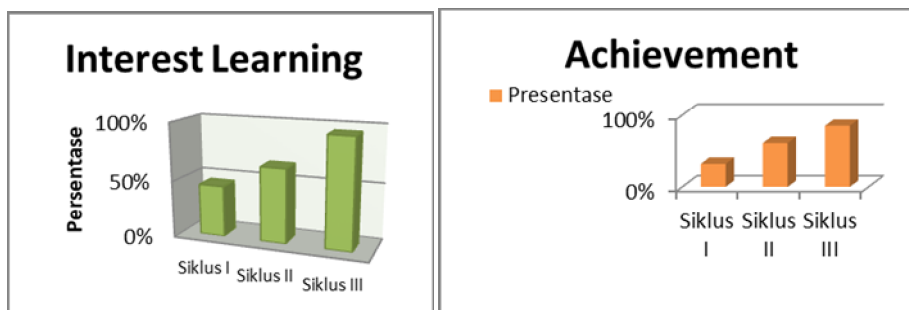 Interest Learning
Persentase
100%
50%
0%
Siklus I
Siklus II
Siklus III
Achievement
Presentase
100%
0%
Siklus
I
Siklus
II
Siklus
III